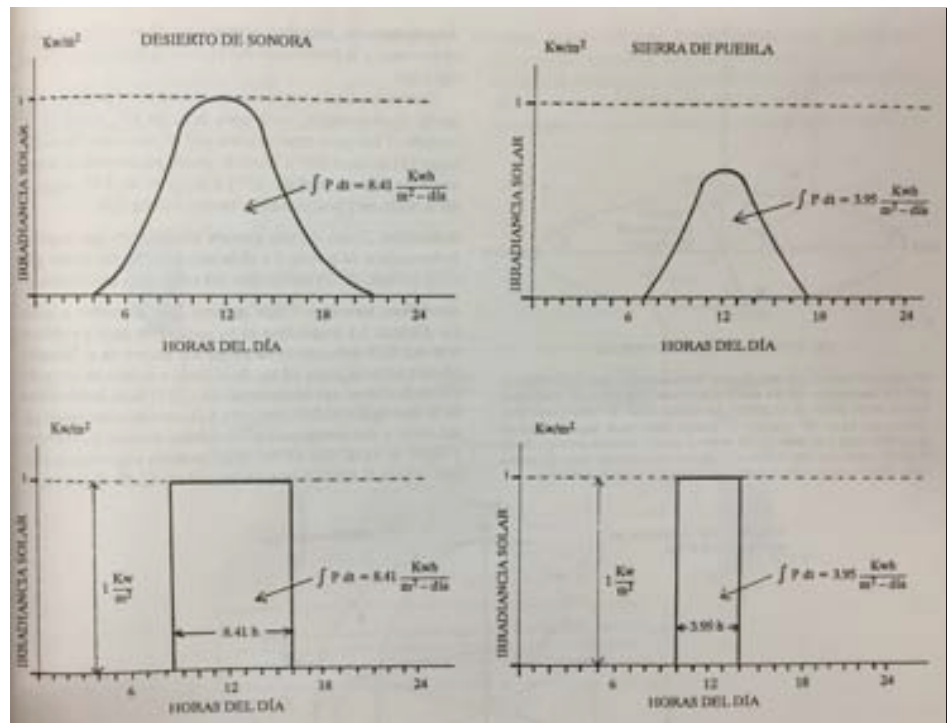 Kw/m²
DESIERTO DE SONORA
1
IRRADIANCIA SOLAR
∫ P dt = 8.41 Kwh / m² – día
6 12 18 24
HORAS DEL DÍA
Kw/m²
SIERRA DE PUEBLA
1
IRRADIANCIA SOLAR
∫ P dt = 3.95 Kwh / m² – día
6 12 18 24
HORAS DEL DÍA
Kw/m²
1
IRRADIANCIA SOLAR
1 Kw / m²
∫ P dt = 8.41 Kwh / m² – día
8.41 h
6 12 18 24
HORAS DEL DÍA
Kw/m²
1
IRRADIANCIA SOLAR
1 Kw / m²
∫ P dt = 3.95 Kwh / m² – día
3.95 h
6 12 18 24
HORAS DEL DÍA